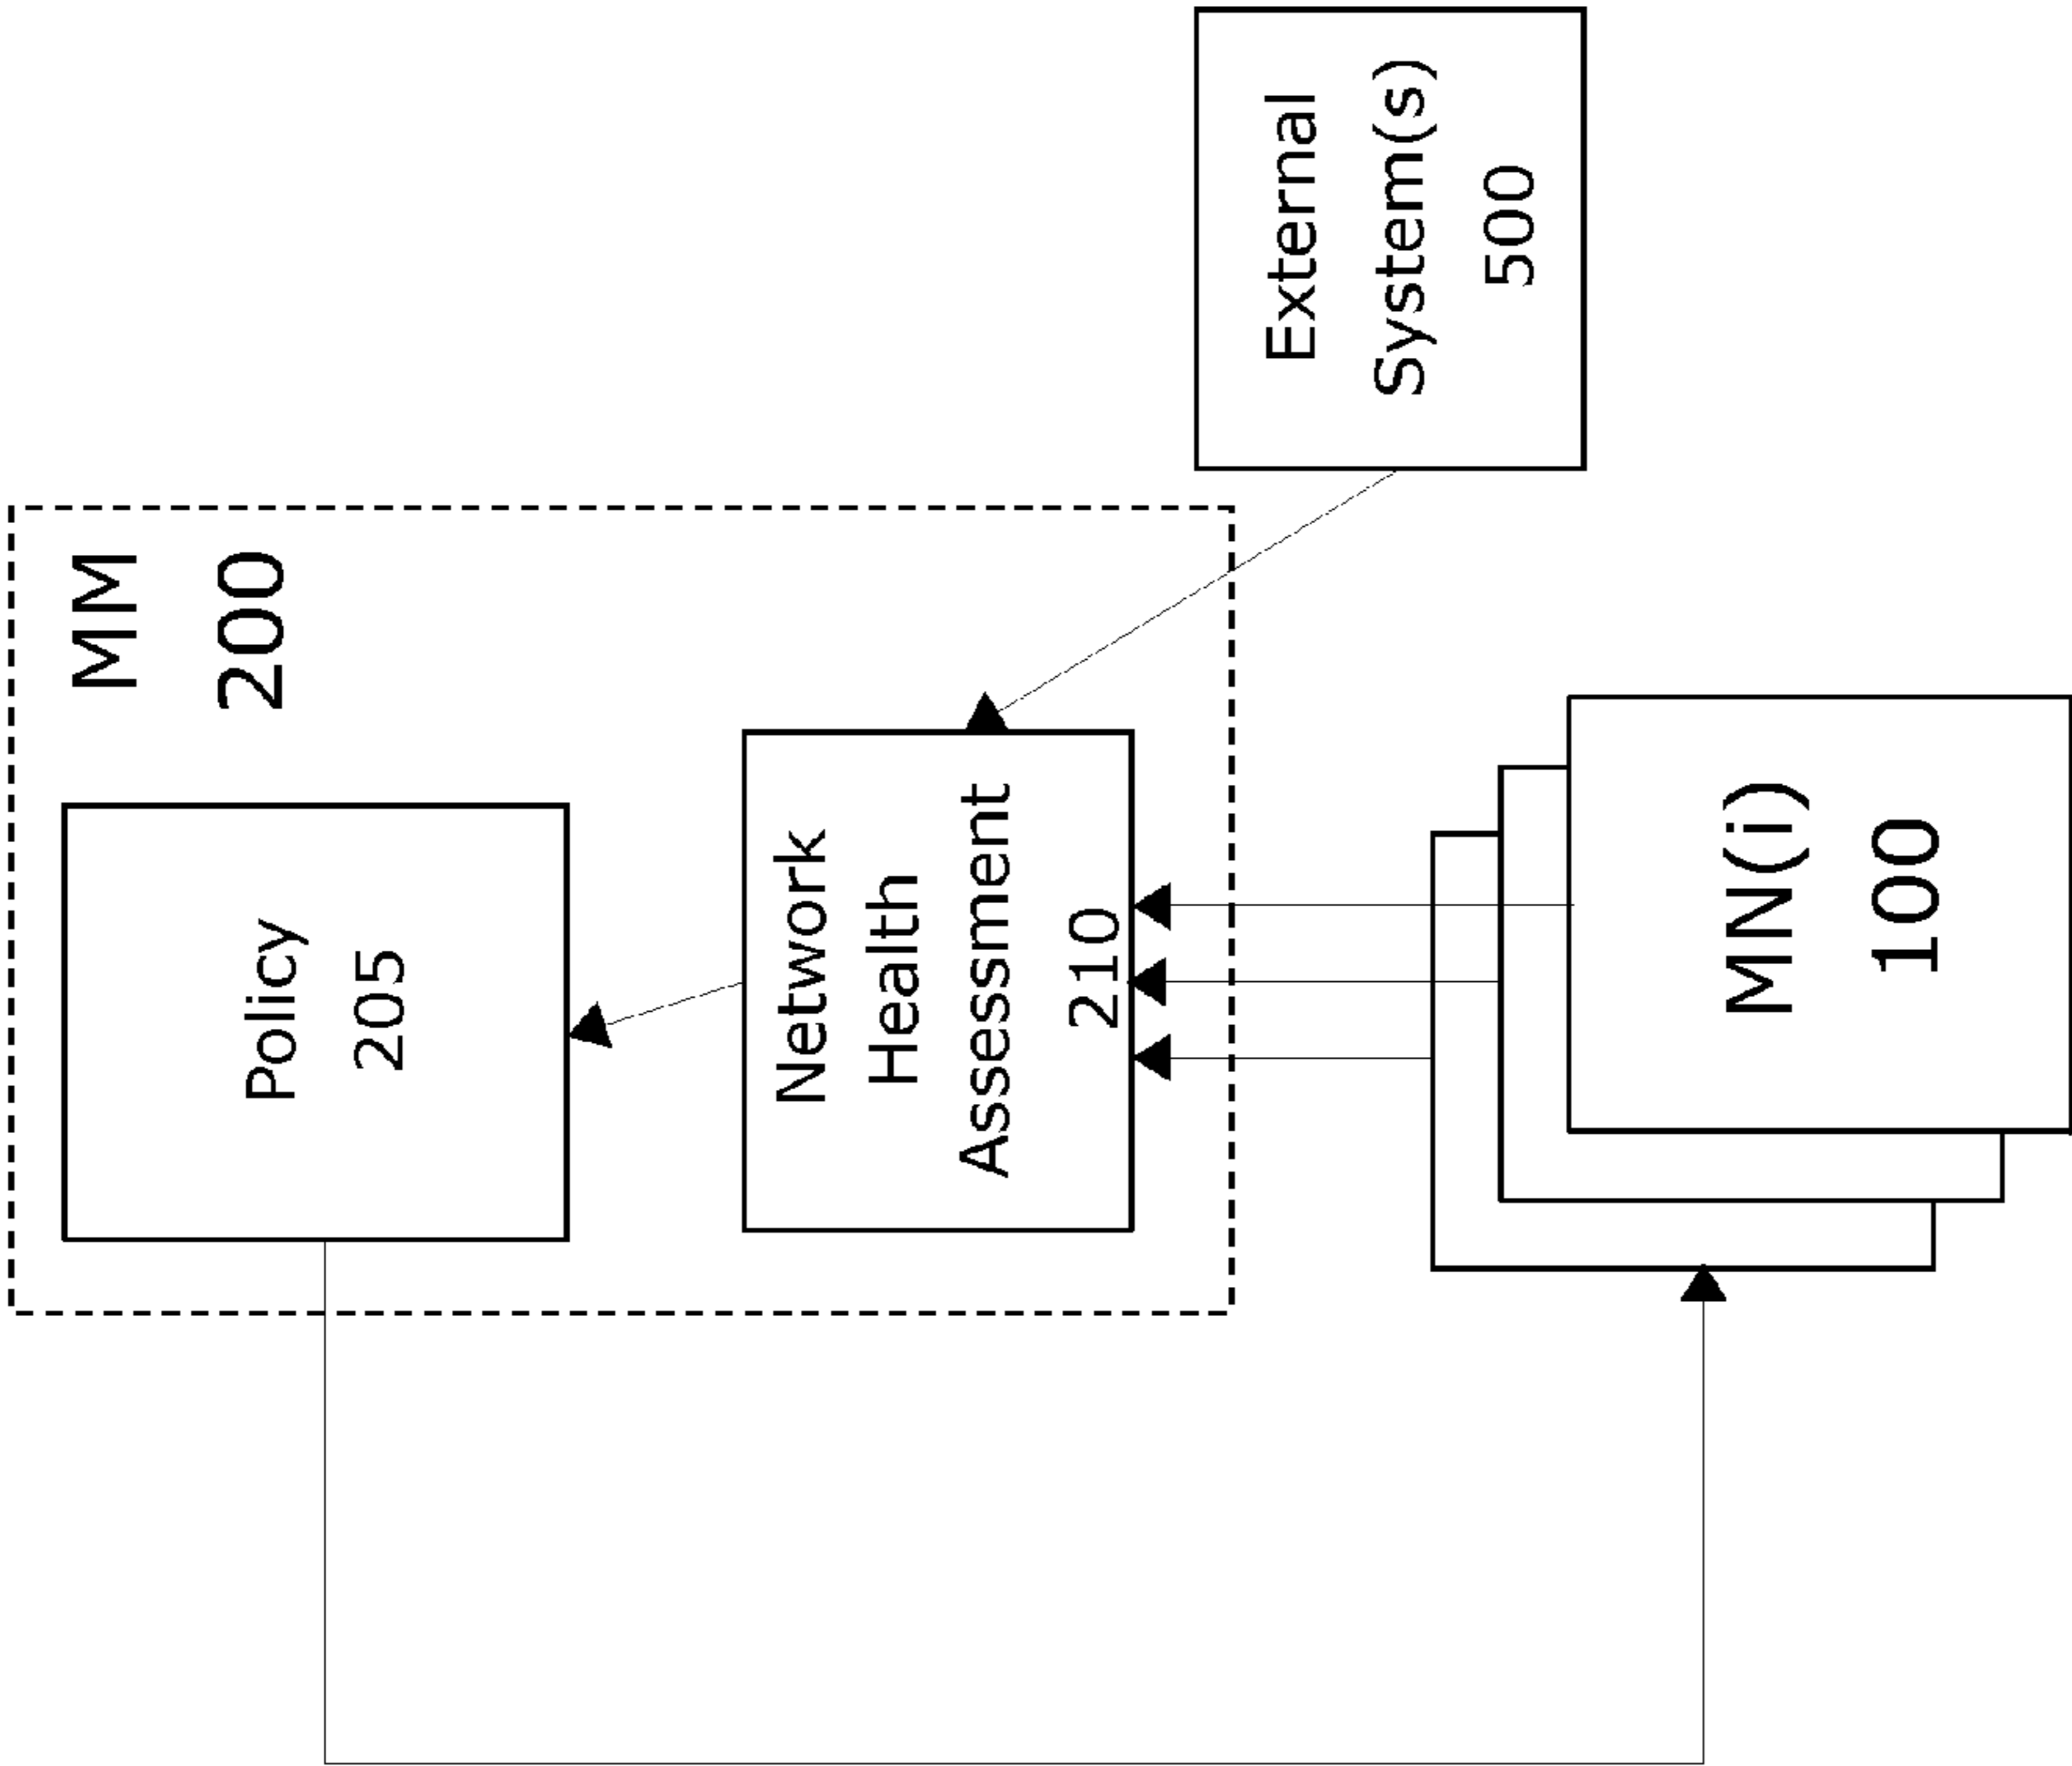 MM
200
Policy
205
Network
Health
Assessment
210
External
System(s)
500
MN(i)
100